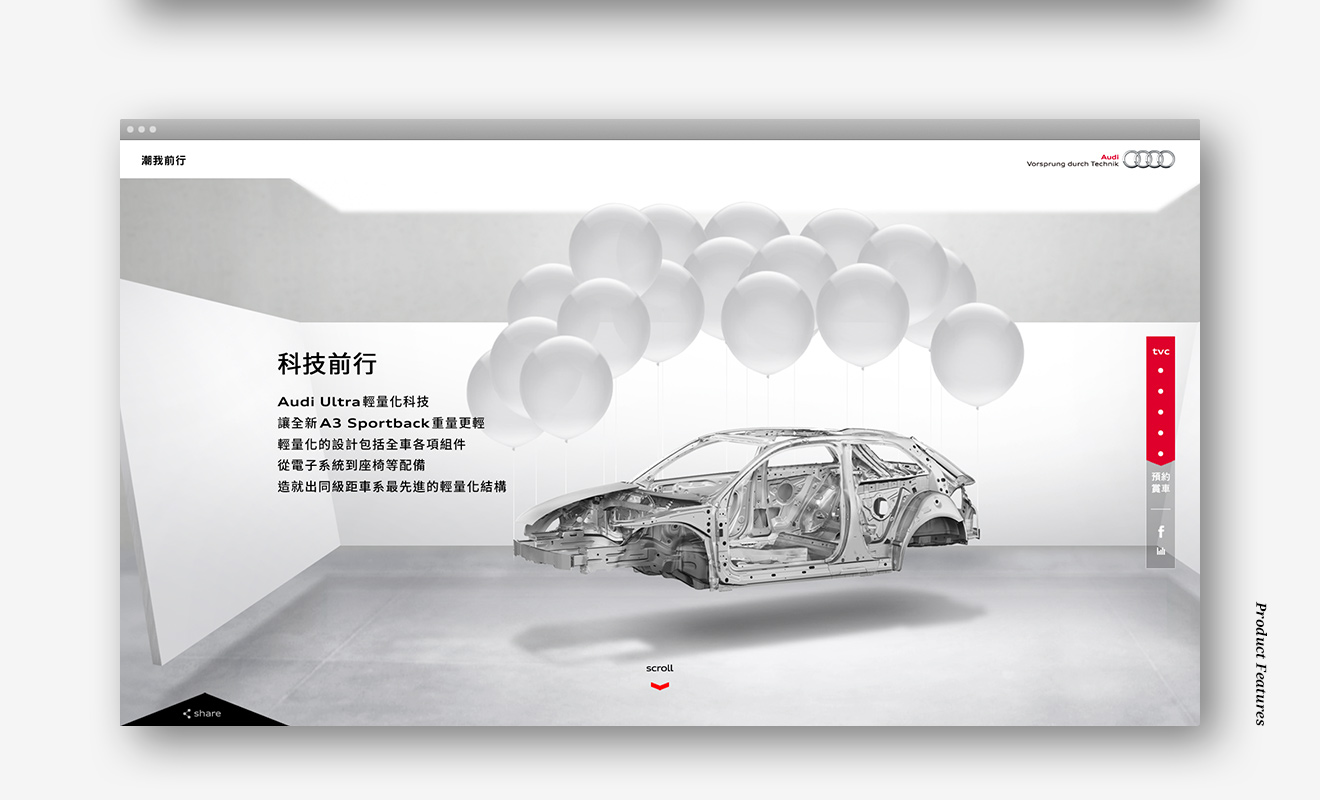 潮我前行
Audi
Vorsprung durch Technik
科技前行
Audi Ultra輕量化科技
讓全新A3 Sportback重量更輕
輕量化的設計包括全車各項組件
從電子系統到座椅等配備
造就出同級距車系最先進的輕量化結構
tvc
預約
賞車
f
scroll
share
Product Features